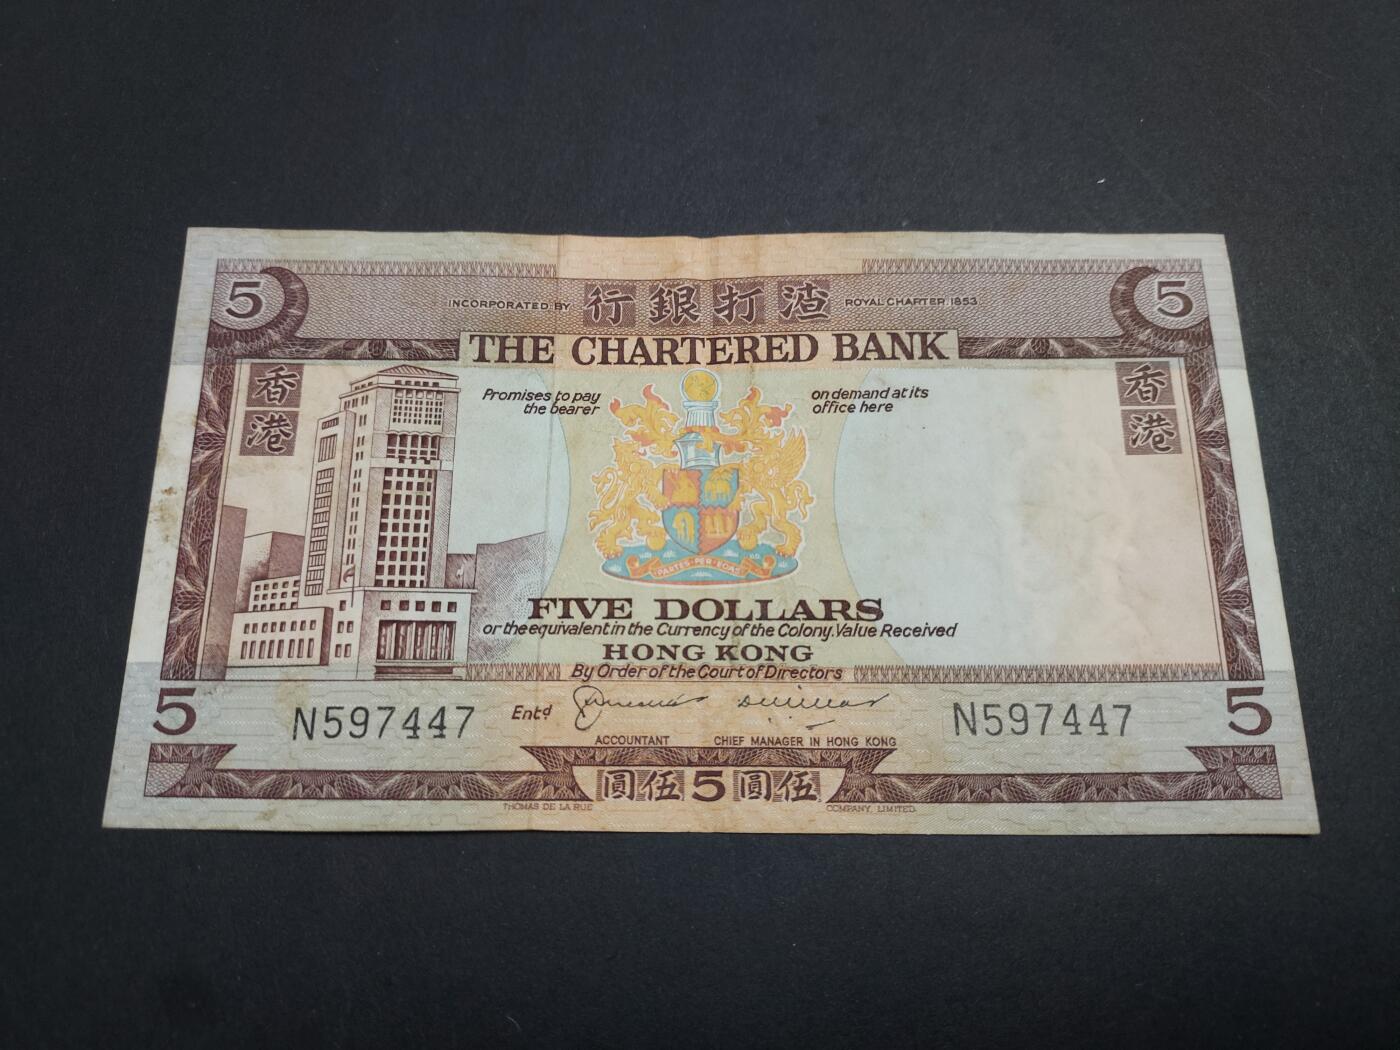 5
INCORPORATED BY 行銀打渣 ROYAL CHARTER 1853
5
THE CHARTERED BANK
香港
香港
Promises to pay the bearer
on demand at its office here
PARTES·PER·EOAS
FIVE DOLLARS
or the equivalent in the Currency of the Colony. Value Received
HONG KONG
By Order of the Court of Directors
5
5
N597447
Entd
N597447
ACCOUNTANT
CHIEF MANAGER IN HONG KONG
圓伍 5 圓伍
THOMAS DE LA RUE
COMPANY, LIMITED.